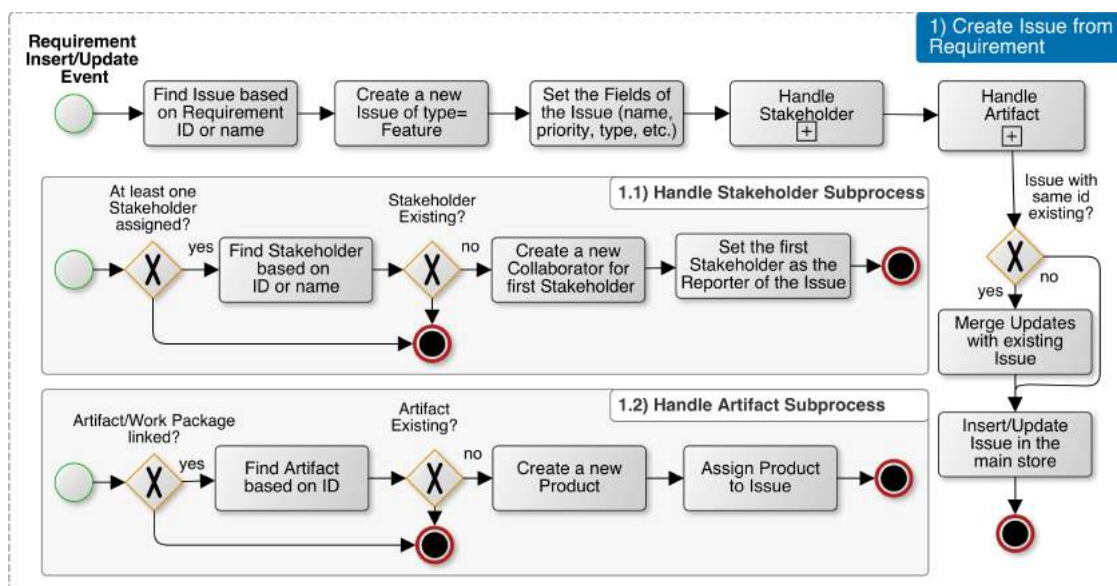 1) Create Issue from
Requirement
Requirement
Insert/Update
Event
Find Issue based
on Requirement
ID or name
Create a new
Issue of type=
Feature
Set the Fields of
the Issue (name,
priority, type, etc.)
Handle
Stakeholder
+
Handle
Artifact
+
Issue with
same id
existing?
yes
no
Merge Updates
with existing
Issue
Insert/Update
Issue in the
main store
1.1) Handle Stakeholder Subprocess
At least one
Stakeholder
assigned?
yes
Find Stakeholder
based on
ID or name
Stakeholder
Existing?
no
Create a new
Collaborator for
first Stakeholder
Set the first
Stakeholder as the
Reporter of the Issue
1.2) Handle Artifact Subprocess
Artifact/Work Package
linked?
yes
Find Artifact
based on ID
Artifact
Existing?
no
Create a new
Product
Assign Product
to Issue